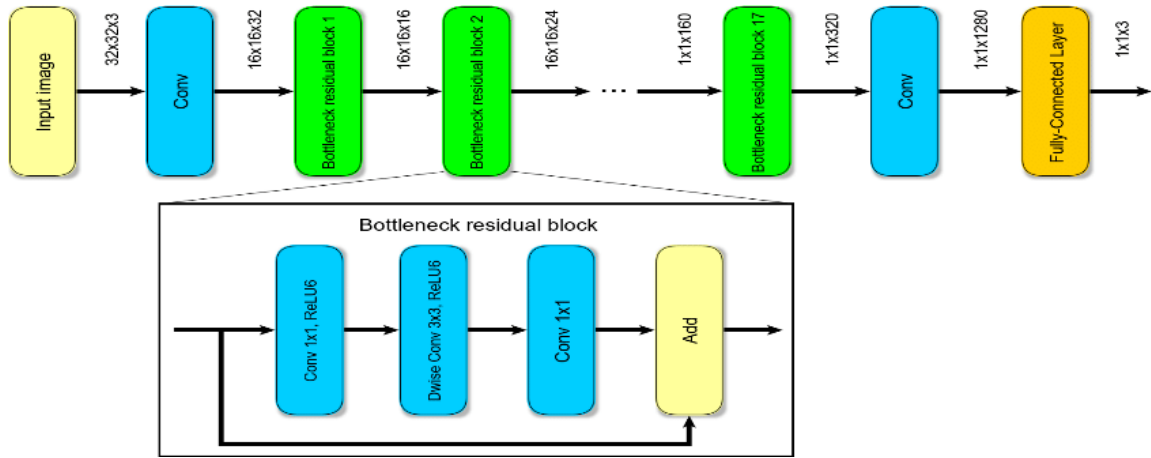 Input image
32x32x3
Conv
16x16x32
Bottleneck residual block 1
16x16x16
Bottleneck residual block 2
16x16x24
...
1x1x160
Bottleneck residual block 17
1x1x320
Conv
1x1x1280
Fully-Connected Layer
1x1x3
Bottleneck residual block
Conv 1x1, ReLU6
Dwise Conv 3x3, ReLU6
Conv 1x1
Add